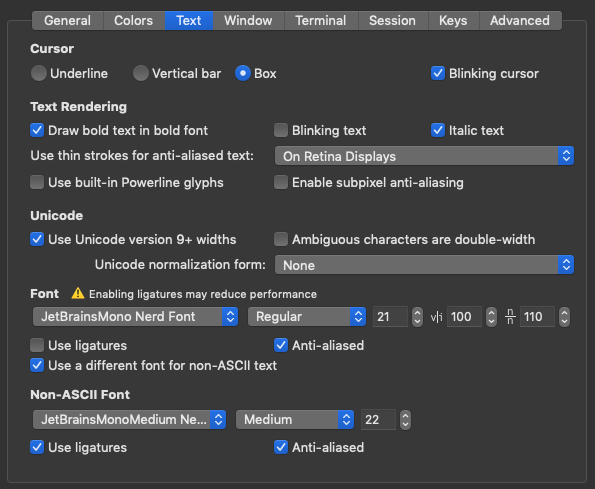 General Colors Text Window Terminal Session Keys Advanced
Cursor
Underline Vertical bar Box Blinking cursor
Text Rendering
Draw bold text in bold font Blinking text Italic text
Use thin strokes for anti-aliased text: On Retina Displays
Use built-in Powerline glyphs Enable subpixel anti-aliasing
Unicode
Use Unicode version 9+ widths Ambiguous characters are double-width
Unicode normalization form: None
Font Enabling ligatures may reduce performance
JetBrainsMono Nerd Font Regular 21 v|i 100 n/n 110
Use ligatures Anti-aliased
Use a different font for non-ASCII text
Non-ASCII Font
JetBrainsMonoMedium Ne... Medium 22
Use ligatures Anti-aliased